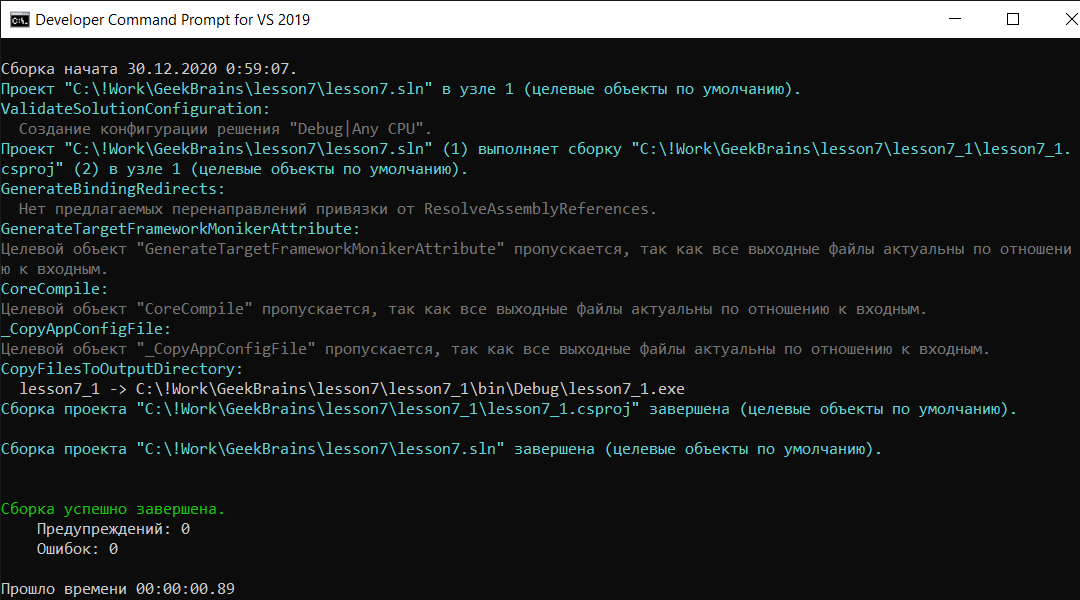 Developer Command Prompt for VS 2019
Сборка начата 30.12.2020 0:59:07.
Проект "C:\!Work\GeekBrains\lesson7\lesson7.sln" в узле 1 (целевые объекты по умолчанию).
ValidateSolutionConfiguration:
  Создание конфигурации решения "Debug|Any CPU".
Проект "C:\!Work\GeekBrains\lesson7\lesson7.sln" (1) выполняет сборку "C:\!Work\GeekBrains\lesson7\lesson7_1\lesson7_1.
csproj" (2) в узле 1 (целевые объекты по умолчанию).
GenerateBindingRedirects:
  Нет предлагаемых перенаправлений привязки от ResolveAssemblyReferences.
GenerateTargetFrameworkMonikerAttribute:
Целевой объект "GenerateTargetFrameworkMonikerAttribute" пропускается, так как все выходные файлы актуальны по отношени
ю к входным.
CoreCompile:
Целевой объект "CoreCompile" пропускается, так как все выходные файлы актуальны по отношению к входным.
_CopyAppConfigFile:
Целевой объект "_CopyAppConfigFile" пропускается, так как все выходные файлы актуальны по отношению к входным.
CopyFilesToOutputDirectory:
  lesson7_1 -> C:\!Work\GeekBrains\lesson7\lesson7_1\bin\Debug\lesson7_1.exe
Сборка проекта "C:\!Work\GeekBrains\lesson7\lesson7_1\lesson7_1.csproj" завершена (целевые объекты по умолчанию).
Сборка проекта "C:\!Work\GeekBrains\lesson7\lesson7.sln" завершена (целевые объекты по умолчанию).
Сборка успешно завершена.
    Предупреждений: 0
    Ошибок: 0
Прошло времени 00:00:00.89